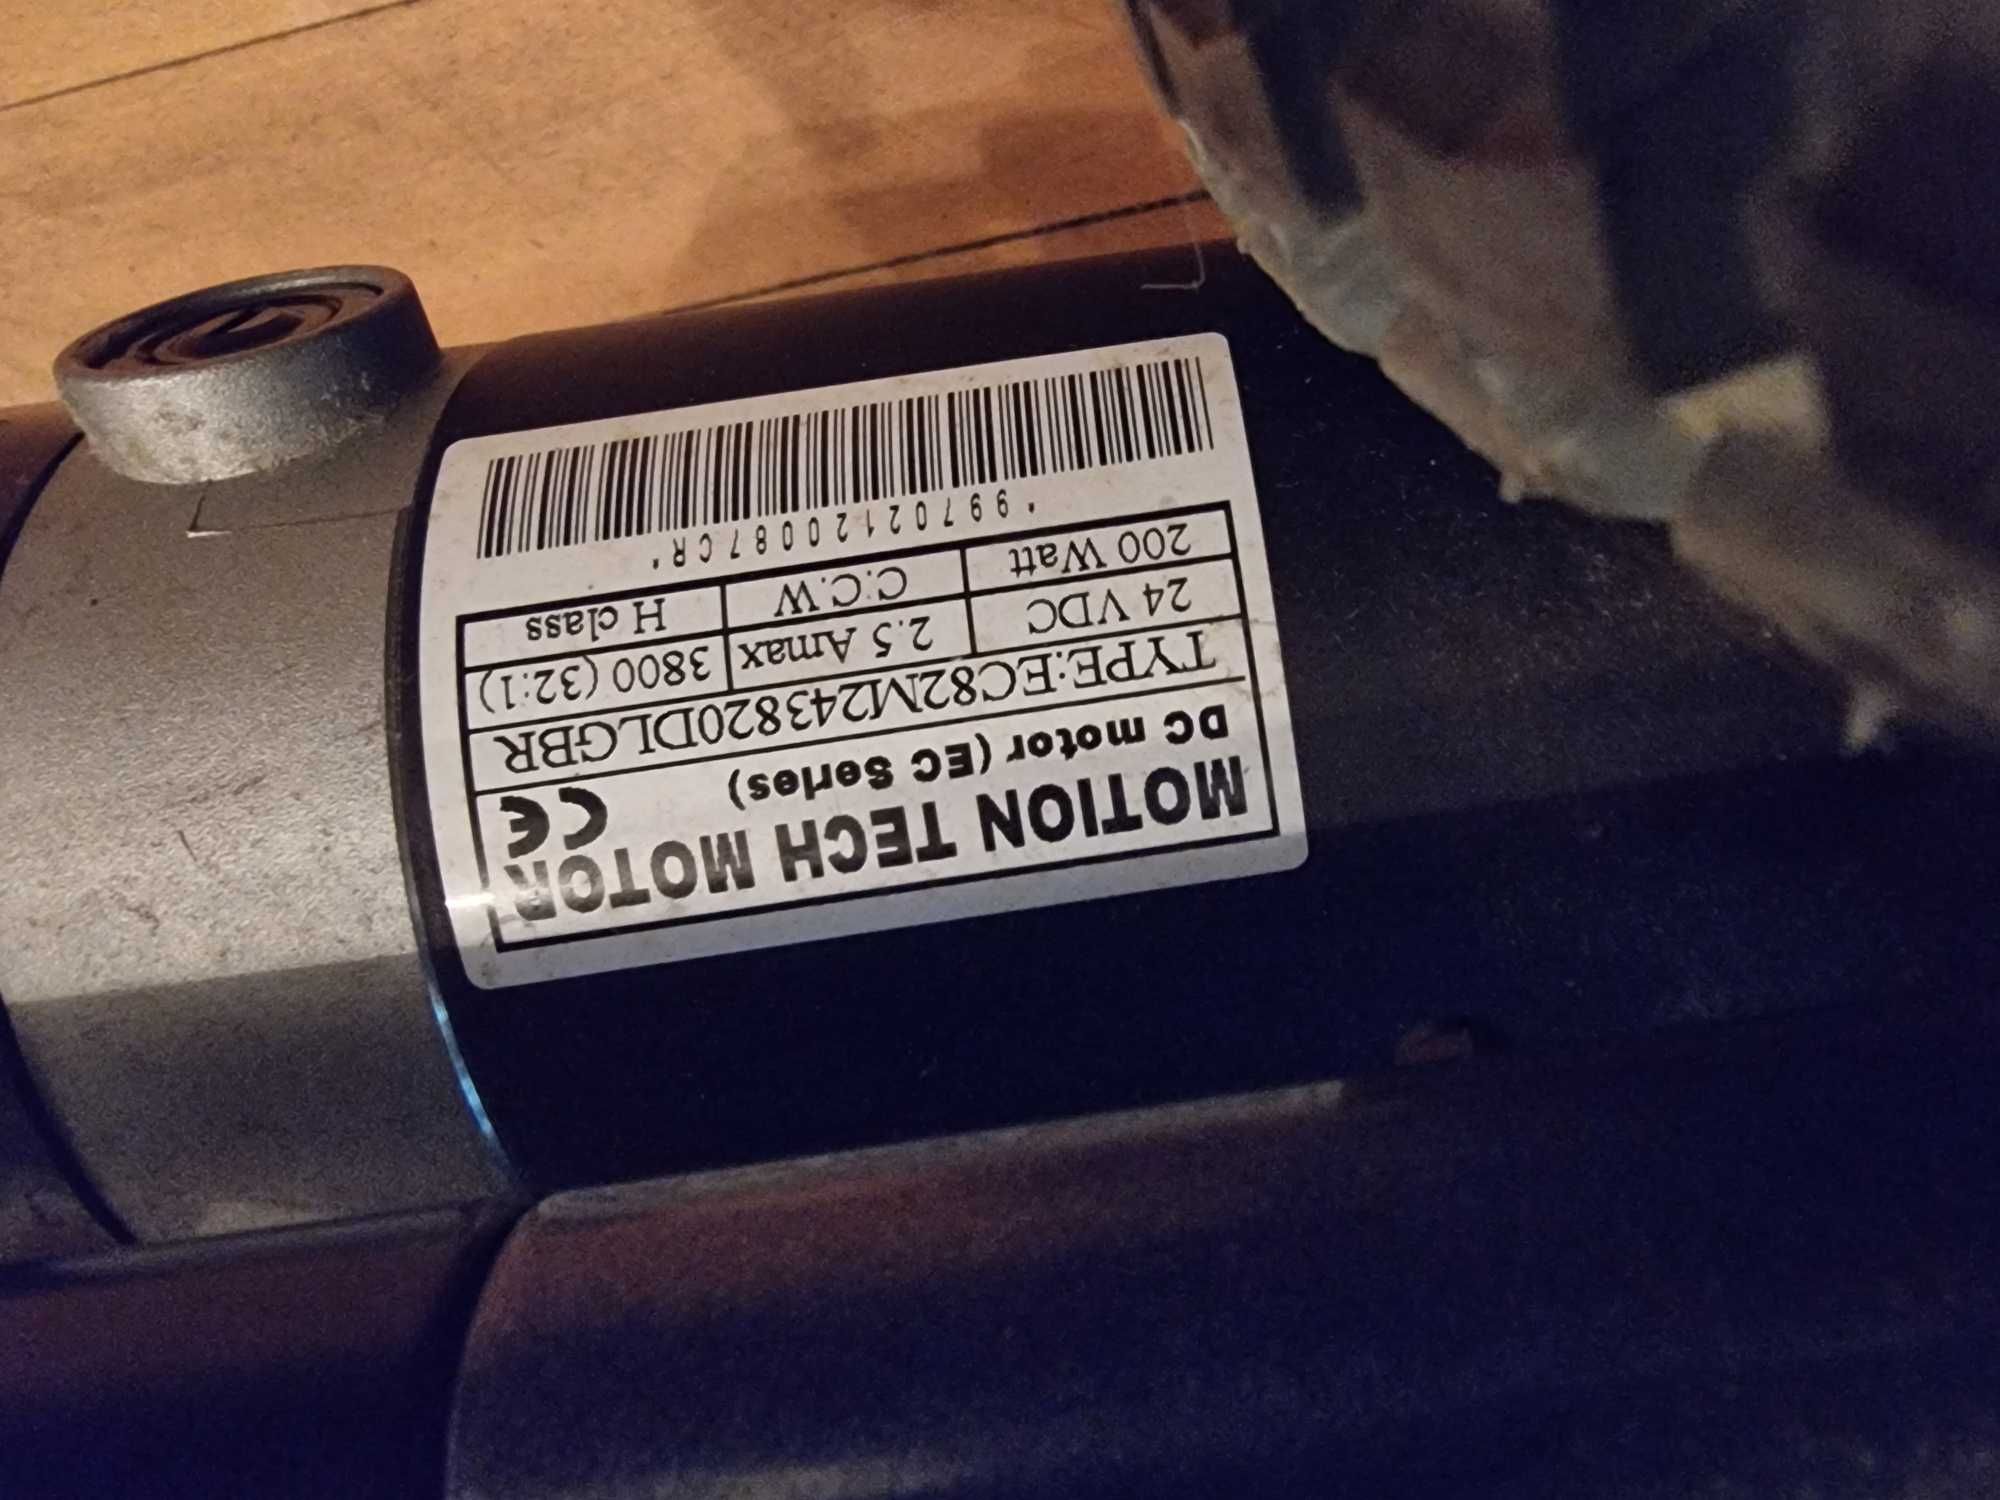 MOTION TECH MOTOR
DC motor (EC Series) CE
TYPE:EC82M243820DLGBR
24 VDC 2.5 Amax 3800 (32:1)
200 Watt C.C.W H class
*99702120087CR*